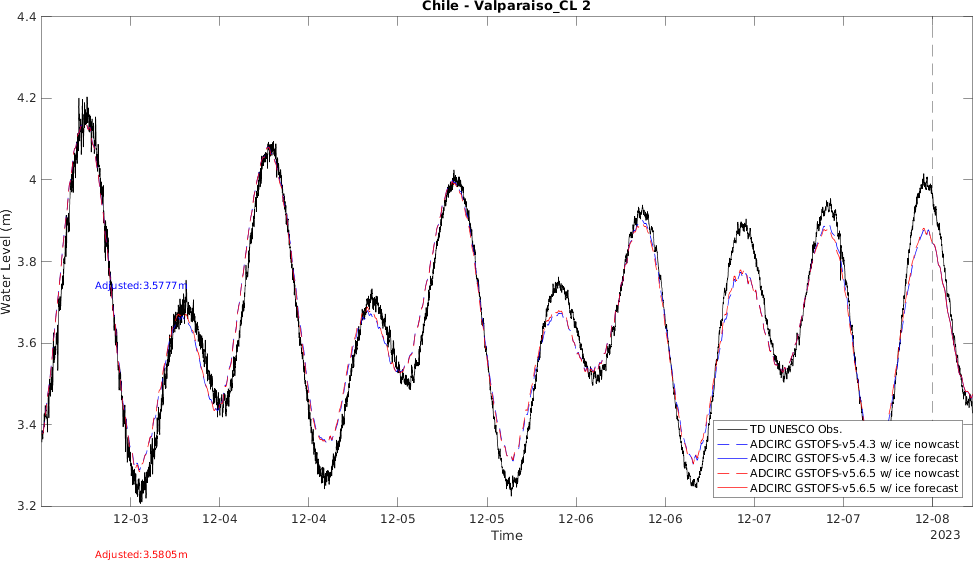 Chile - Valparaiso_CL 2
4.4
4.2
4
3.8
3.6
3.4
3.2
Water Level (m)
Adjusted:3.5777m
TD UNESCO Obs.
ADCIRC GSTOFS-v5.4.3 w/ ice nowcast
ADCIRC GSTOFS-v5.4.3 w/ ice forecast
ADCIRC GSTOFS-v5.6.5 w/ ice nowcast
ADCIRC GSTOFS-v5.6.5 w/ ice forecast
12-03 12-04 12-04 12-05 12-05 12-06 12-06 12-07 12-07 12-08
Time
2023
Adjusted:3.5805m